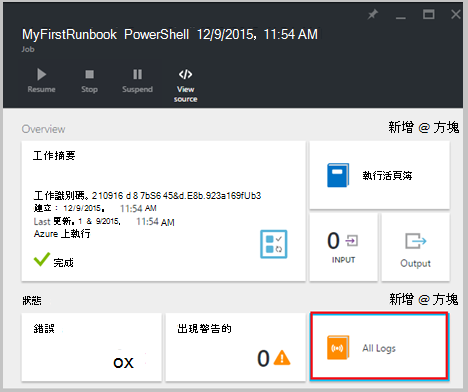 MyFirstRunbook PowerShell 12/9/2015, 11:54 AM
Job
Resume
Stop
Suspend
View source
Overview
新增 @ 方塊
工作摘要
工作識別碼。210916 d 8 7bS6 45&d.E8b.923a169fUb3
建立： 12/9/2015。 11:54 AM
Last 更新。1 & 9/2015, 11:54 AM
Azure 上執行
完成
執行活頁簿
0
INPUT
Output
狀態
新增 @ 方塊
錯誤
OX
出現警告的
0
All Logs